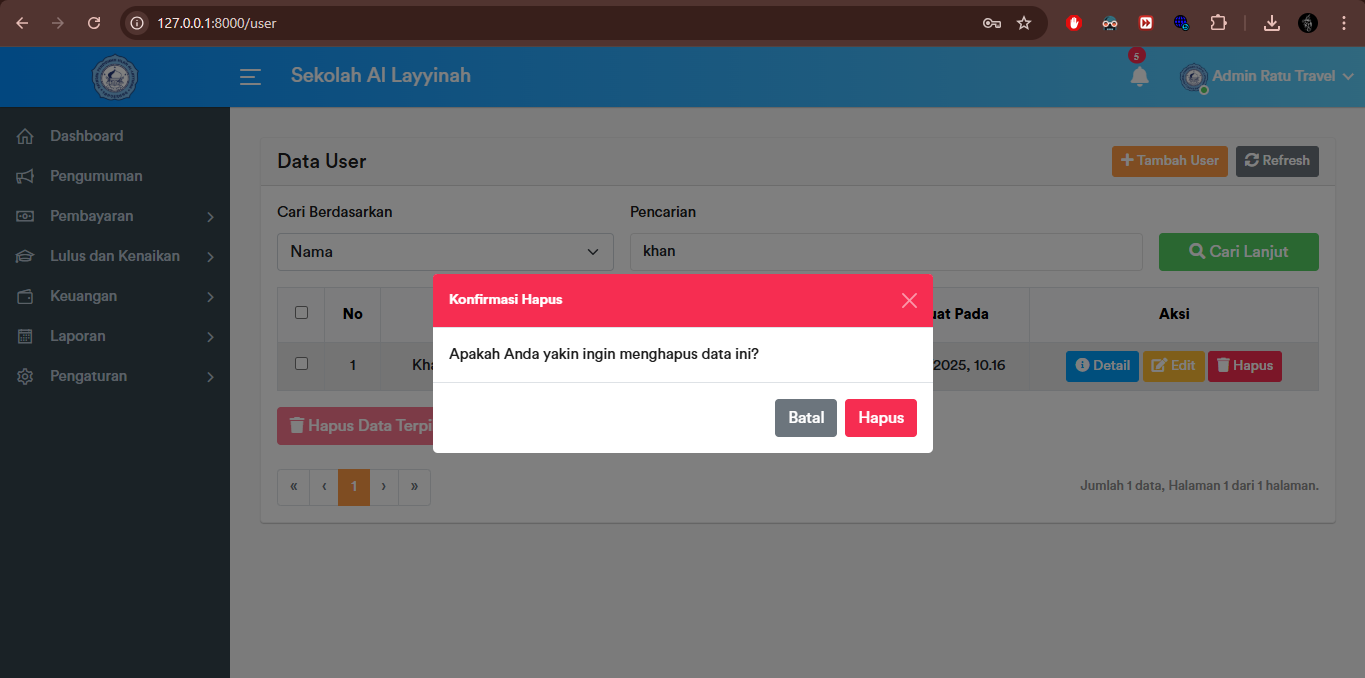 127.0.0.1:8000/user
Sekolah Al Layyinah
5
Admin Ratu Travel
Dashboard
Pengumuman
Pembayaran
Lulus dan Kenaikan
Keuangan
Laporan
Pengaturan
Data User
Tambah User
Refresh
Cari Berdasarkan
Pencarian
Nama
khan
Cari Lanjut
No
Pada
Aksi
Konfirmasi Hapus
Apakah Anda yakin ingin menghapus data ini?
Batal
Hapus
1
2025, 10.16
Detail
Edit
Hapus
Hapus Data
« ‹ 1 › »
Jumlah 1 data, Halaman 1 dari 1 halaman.